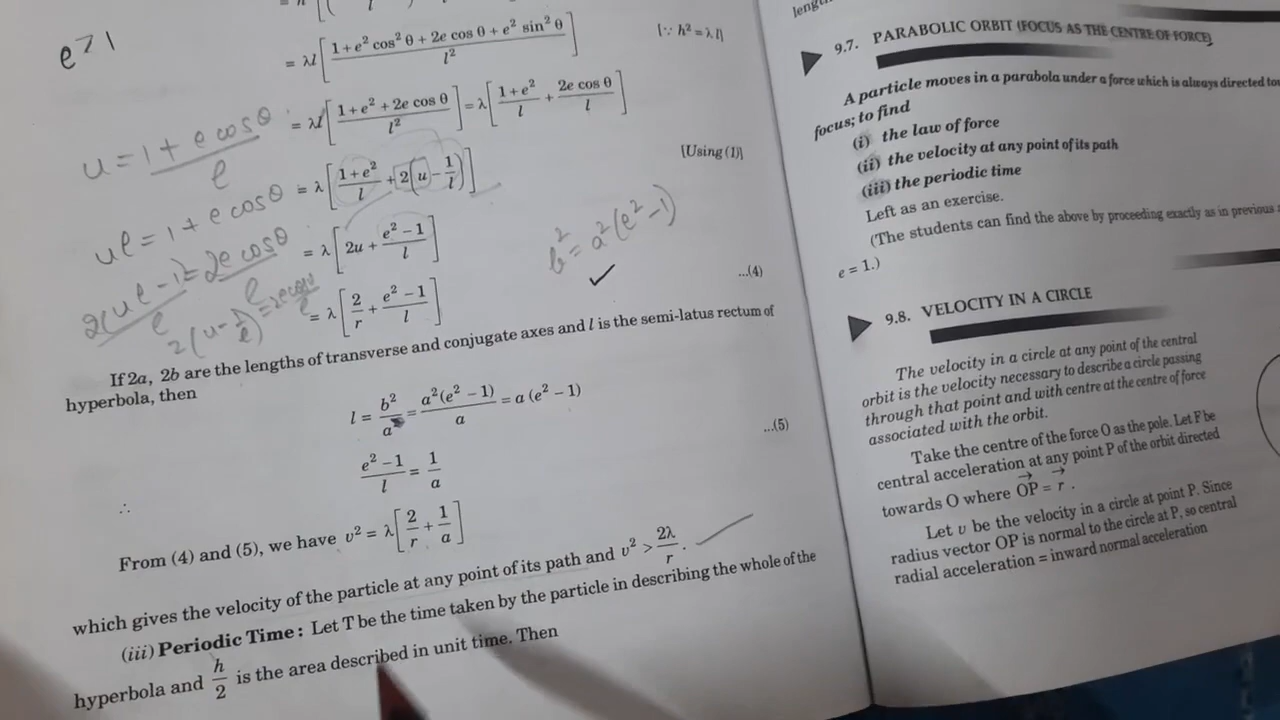 e > 1
= λl [ (1 + e² cos² θ + 2e cos θ + e² sin² θ) / l² ] [∵ h² = λ l]
= λl [ (1 + e² + 2e cos θ) / l² ] = λ [ (1 + e²) / l + (2e cos θ) / l ]
u = (1 + e cosθ) / l
= λ [ (1 + e²) / l + 2 ( u − 1/l ) ] [Using (1)]
ul = 1 + e cosθ
= λ [ 2u + (e² − 1) / l ]
b² = a²(e² − 1)
2(ul − 1) / l = 2e cosθ / l
= λ [ 2/r + (e² − 1) / l ] ...(4)
2(u − 1/l) = 2e cosθ / l
If 2a, 2b are the lengths of transverse and conjugate axes and l is the semi-latus rectum of
hyperbola, then
l = b²/a = a²(e² − 1) / a = a (e² − 1)
∴ (e² − 1) / l = 1/a ...(5)
From (4) and (5), we have v² = λ [ 2/r + 1/a ]
which gives the velocity of the particle at any point of its path and v² > 2λ/r.
(iii) Periodic Time: Let T be the time taken by the particle in describing the whole of the
hyperbola and h/2 is the area described in unit time. Then
9.7. PARABOLIC ORBIT (FOCUS AS THE CENTRE OF FORCE)
A particle moves in a parabola under a force which is always directed
focus; to find
(i) the law of force
(ii) the velocity at any point of its path
(iii) the periodic time
Left as an exercise.
(The students can find the above by proceeding exactly as in previous
e = 1.)
9.8. VELOCITY IN A CIRCLE
The velocity in a circle at any point of the central
orbit is the velocity necessary to describe a circle passing
through that point and with centre at the centre of force
associated with the orbit.
Take the centre of the force O as the pole. Let F be
central acceleration at any point P of the orbit directed
towards O where OP⃗ = r⃗ .
Let v be the velocity in a circle at point P. Since
radius vector OP is normal to the circle at P, so central
radial acceleration = inward normal acceleration